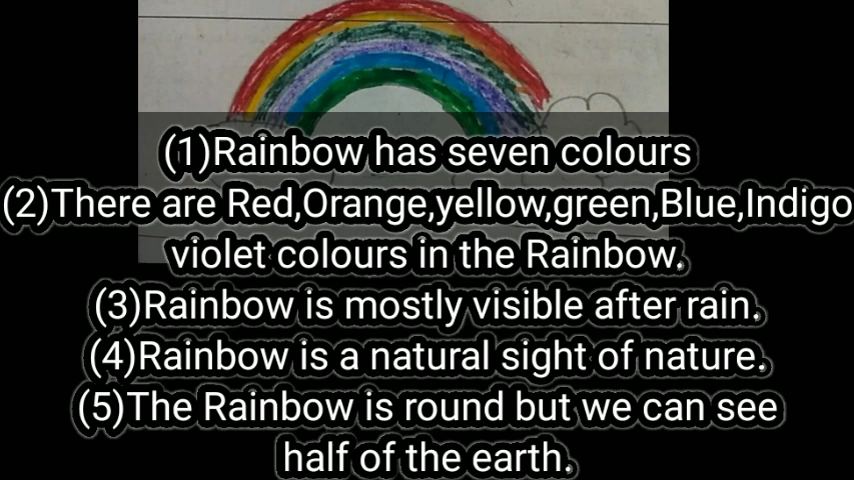 (1)Rainbow has seven colours
(2)There are Red,Orange,yellow,green,Blue,Indigo
violet colours in the Rainbow.
(3)Rainbow is mostly visible after rain.
(4)Rainbow is a natural sight of nature.
(5)The Rainbow is round but we can see
half of the earth.